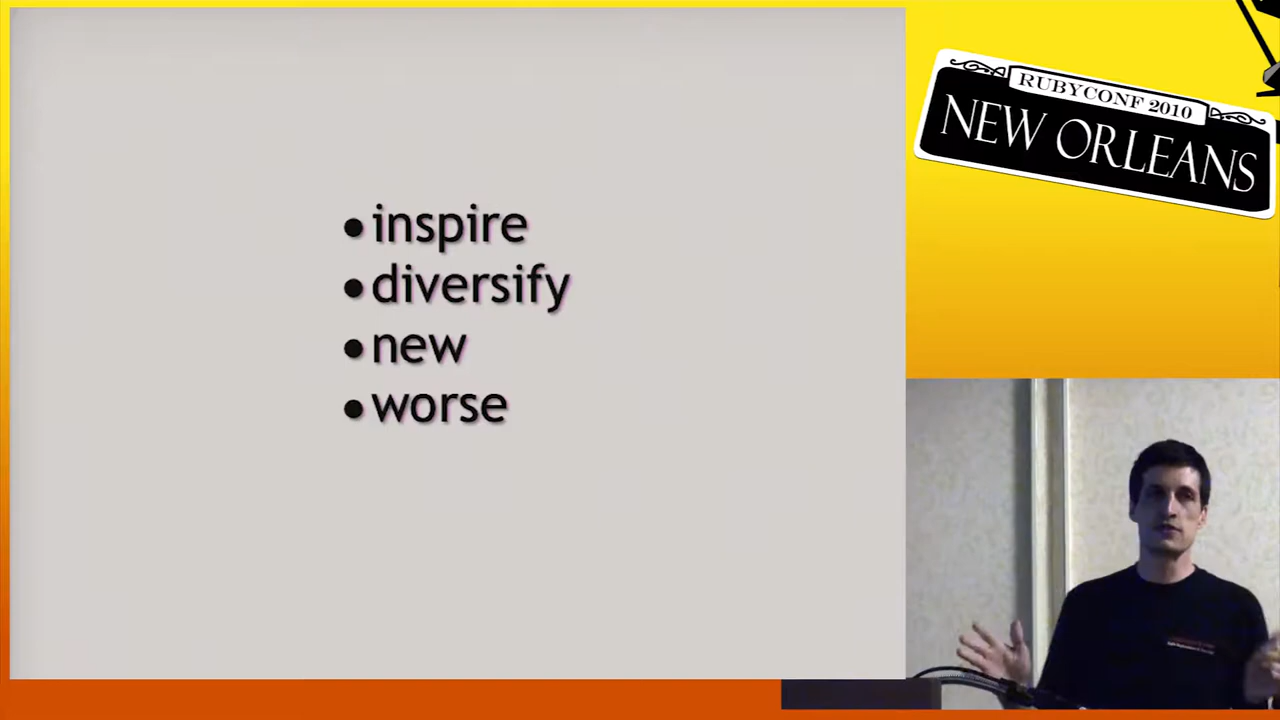 • inspire
• diversify
• new
• worse
RUBYCONF 2010
NEW ORLEANS